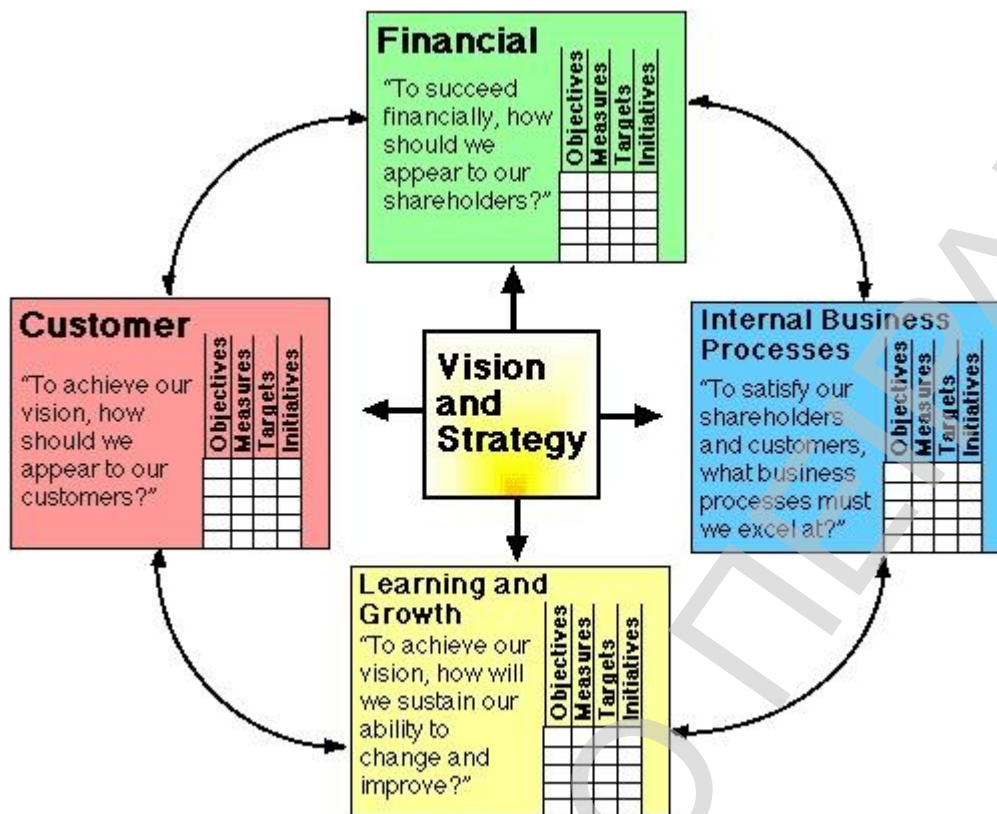 Financial
“To succeed
financially, how
should we
appear to our
shareholders?”
Objectives
Measures
Targets
Initiatives
Customer
“To achieve our
vision, how
should we
appear to our
customers?”
Objectives
Measures
Targets
Initiatives
Vision
and
Strategy
Internal Business
Processes
“To satisfy our
shareholders
and customers,
what business
processes must
we excel at?”
Objectives
Measures
Targets
Initiatives
Learning and
Growth
“To achieve our
vision, how will
we sustain our
ability to
change and
improve?”
Objectives
Measures
Targets
Initiatives